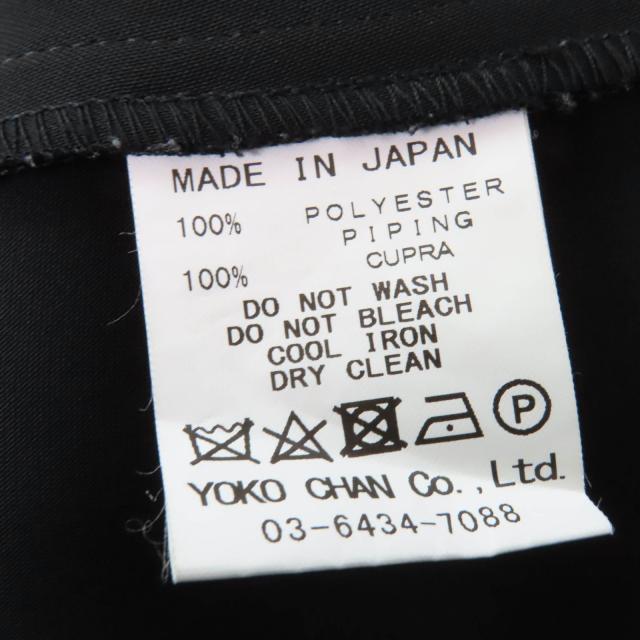 MADE IN JAPAN
100% POLYESTER
PIPING
100% CUPRA
DO NOT WASH
DO NOT BLEACH
COOL IRON
DRY CLEAN
P
YOKO CHAN Co., Ltd.
03-6434-7088